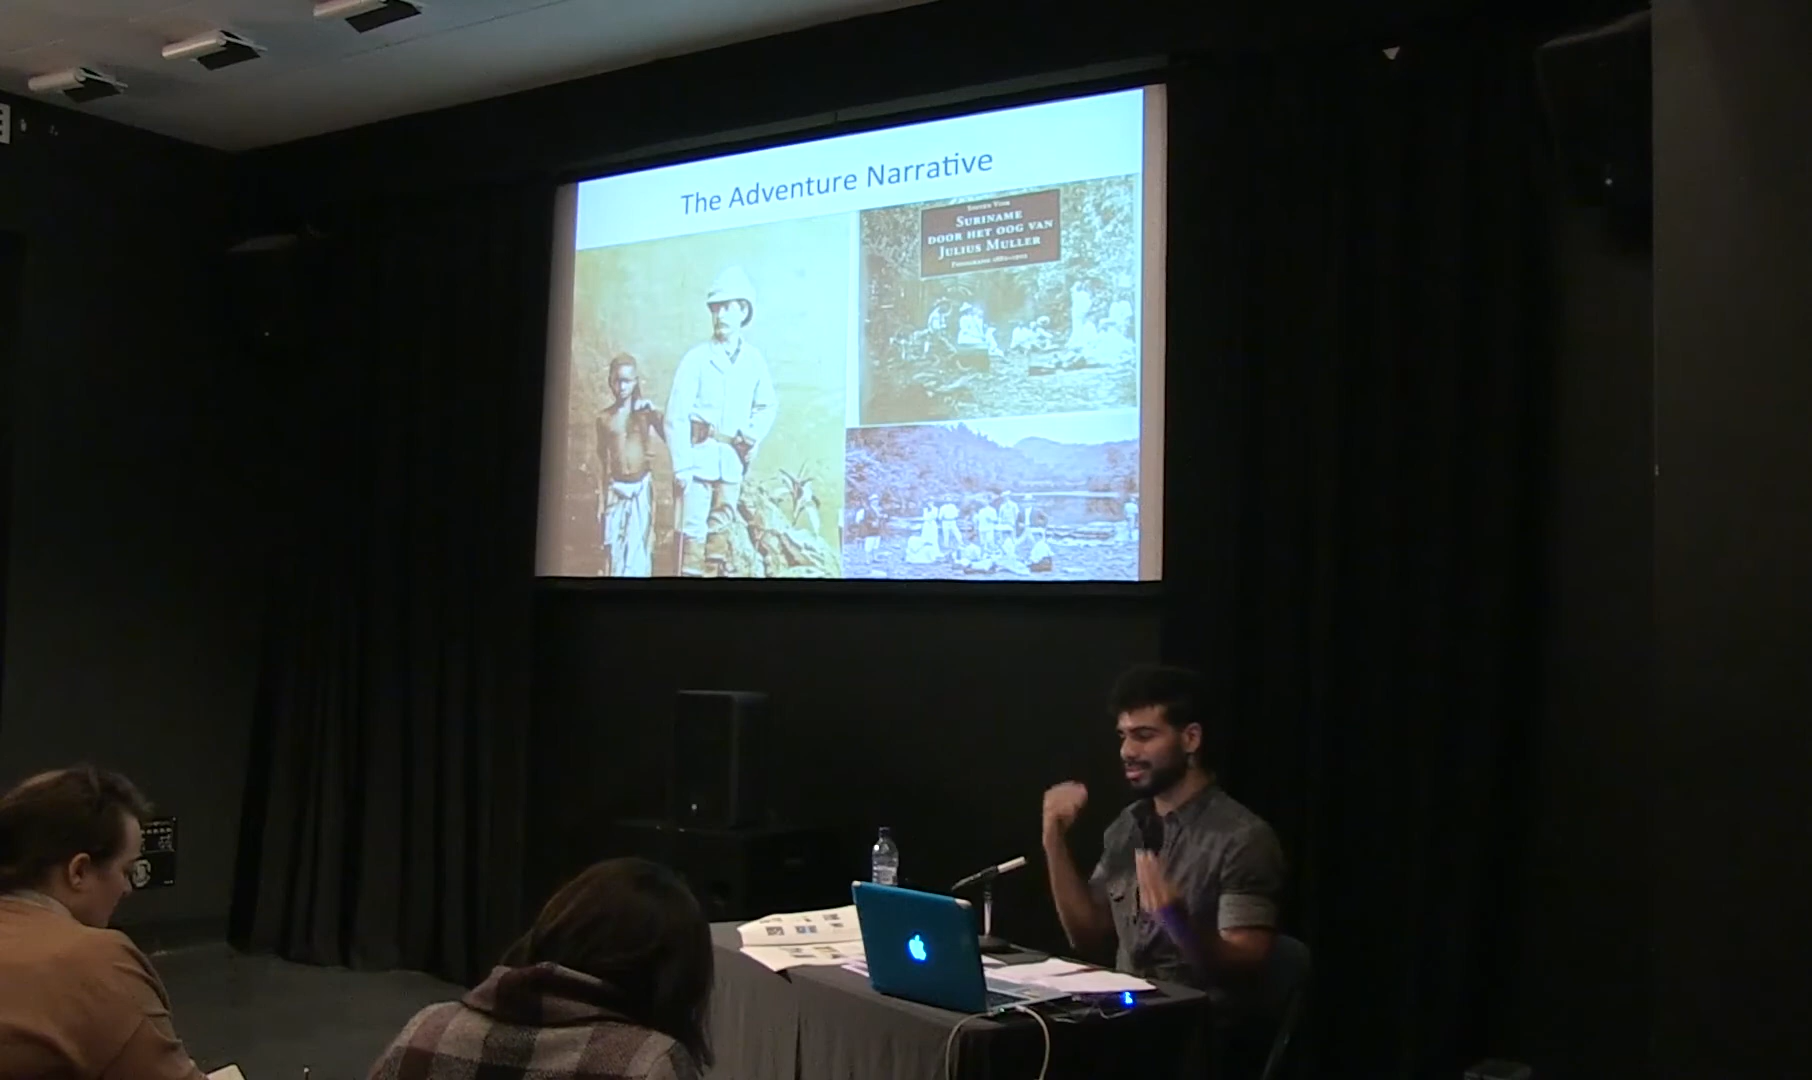 The Adventure Narrative
SURINAME
DOOR HET OOG VAN
JULIUS MULLER